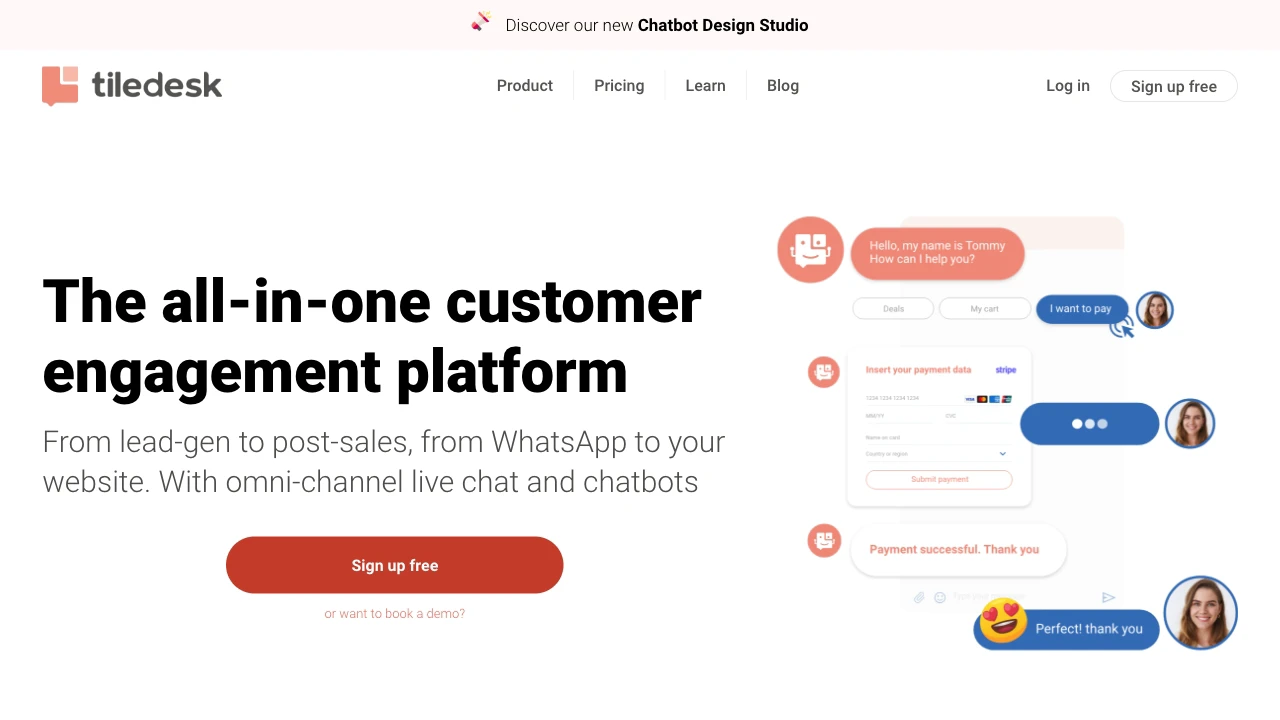 Discover our new Chatbot Design Studio
tiledesk
Product
Pricing
Learn
Blog
Log in
Sign up free
The all-in-one customer
engagement platform
From lead-gen to post-sales, from WhatsApp to your
website. With omni-channel live chat and chatbots
Sign up free
or want to book a demo?
Hello, my name is Tommy
How can I help you?
Deals
My cart
I want to pay
Insert your payment data
stripe
1234 1234 1234 1234
VISA
MM/YY
CVC
Name on card
Country or region
Submit payment
Payment successful. Thank you
Perfect! thank you